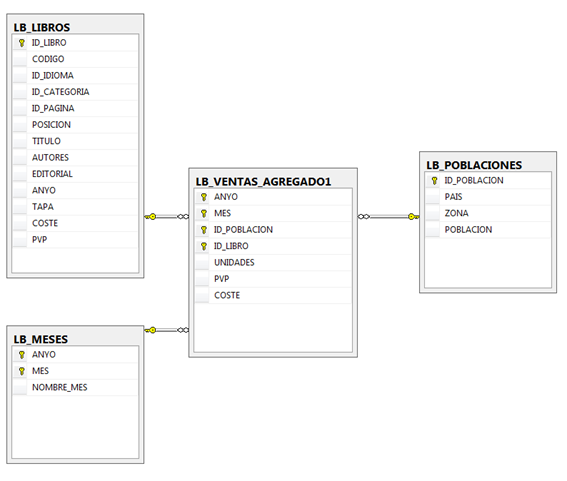 LB_LIBROS
ID_LIBRO
CODIGO
ID_IDIOMA
ID_CATEGORIA
ID_PAGINA
POSICION
TITULO
AUTORES
EDITORIAL
ANYO
TAPA
COSTE
PVP
LB_VENTAS_AGREGADO1
ANYO
MES
ID_POBLACION
ID_LIBRO
UNIDADES
PVP
COSTE
LB_POBLACIONES
ID_POBLACION
PAIS
ZONA
POBLACION
LB_MESES
ANYO
MES
NOMBRE_MES